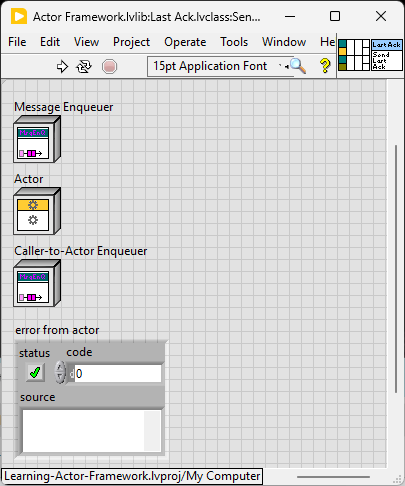 Actor Framework.lvlib:Last Ack.lvclass:Sen...
File Edit View Project Operate Tools Window He
15pt Application Font
?
Last Ack
Send
Last
Ack
Message Enqueuer
Actor
Caller-to-Actor Enqueuer
error from actor
status code
0
source
Learning-Actor-Framework.lvproj/My Computer